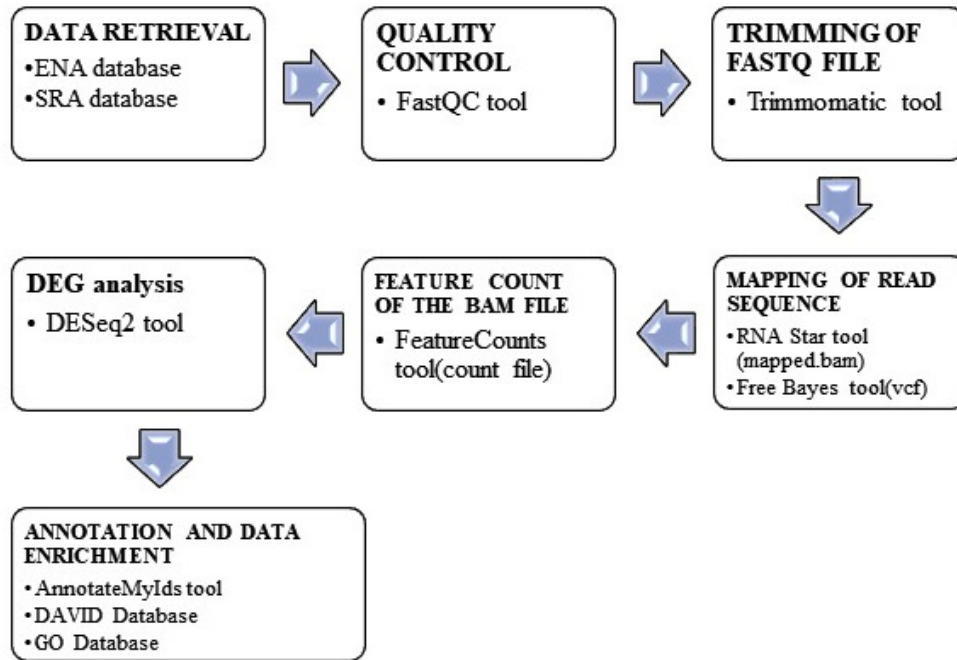 DATA RETRIEVAL
•ENA database
•SRA database
QUALITY
CONTROL
• FastQC tool
TRIMMING OF
FASTQ FILE
• Trimmomatic tool
MAPPING OF READ
SEQUENCE
• RNA Star tool
(mapped.bam)
• Free Bayes tool(vcf)
FEATURE COUNT
OF THE BAM FILE
• FeatureCounts
tool(count file)
DEG analysis
• DESeq2 tool
ANNOTATION AND DATA
ENRICHMENT
•AnnotateMyIds tool
•DAVID Database
•GO Database